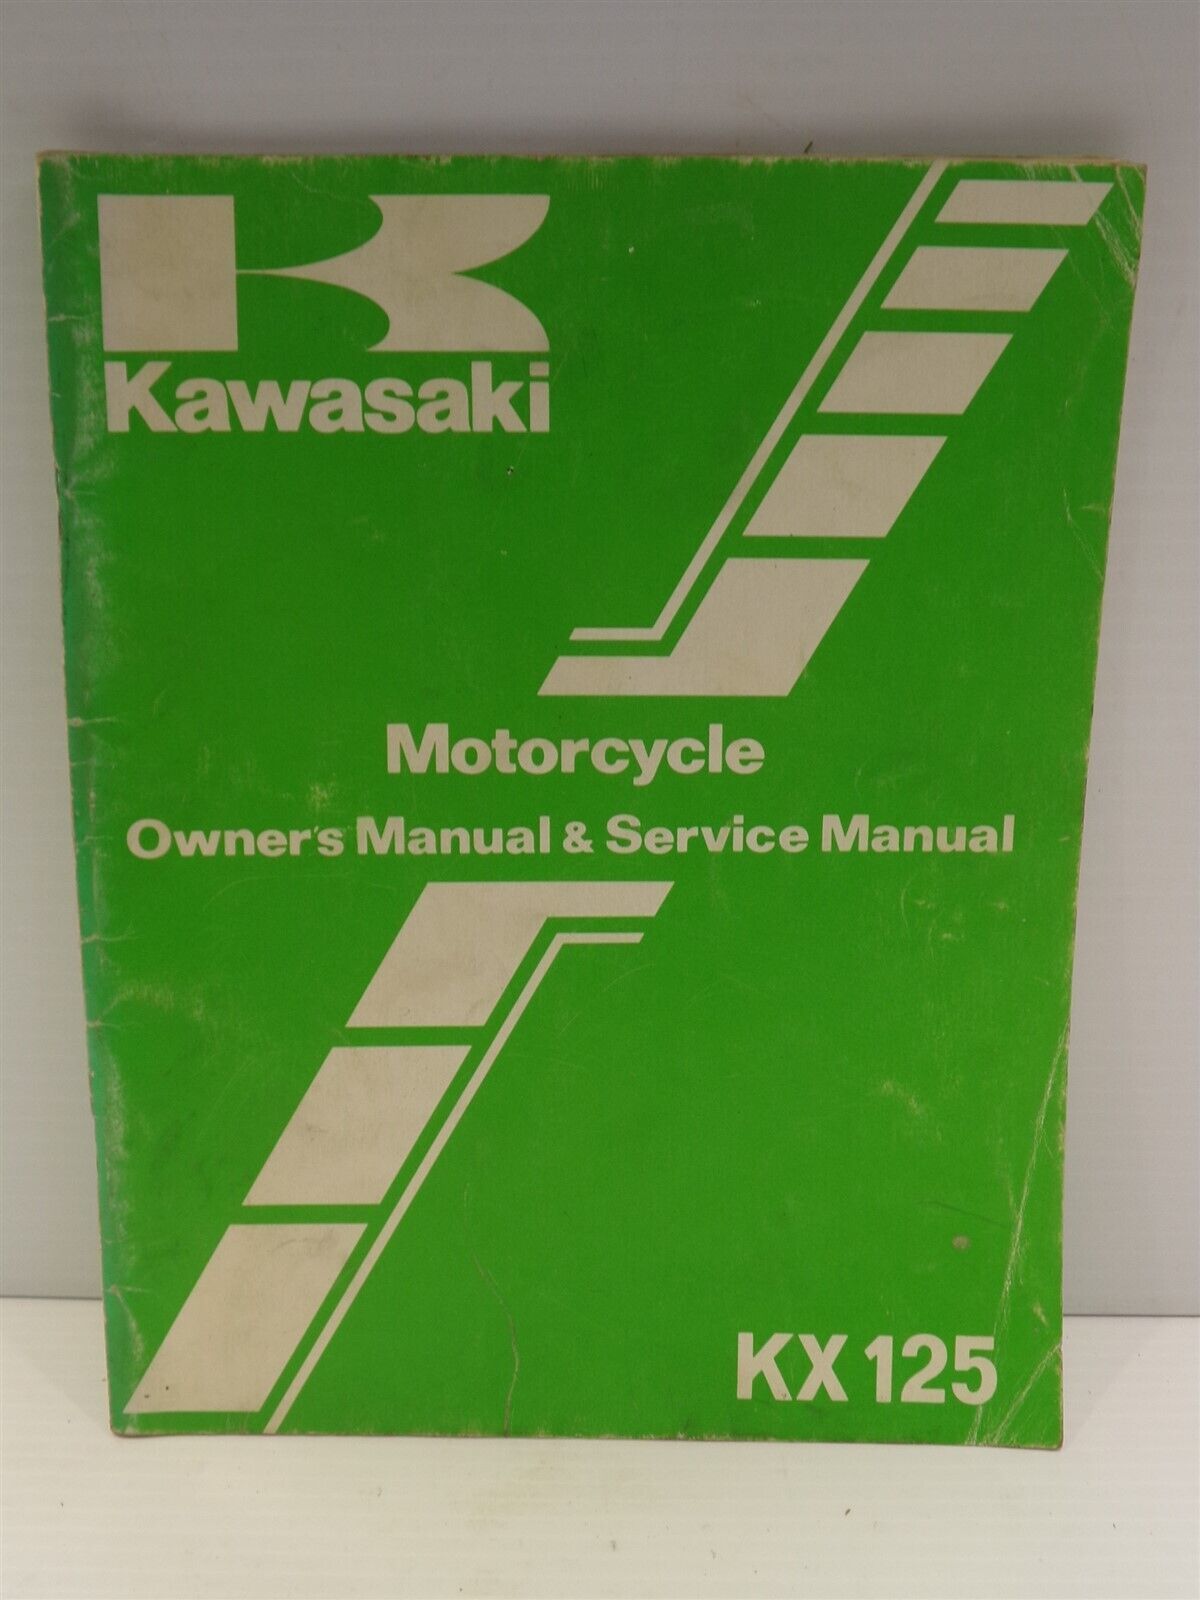 Kawasaki
Motorcycle
Owner's Manual & Service Manual
KX 125